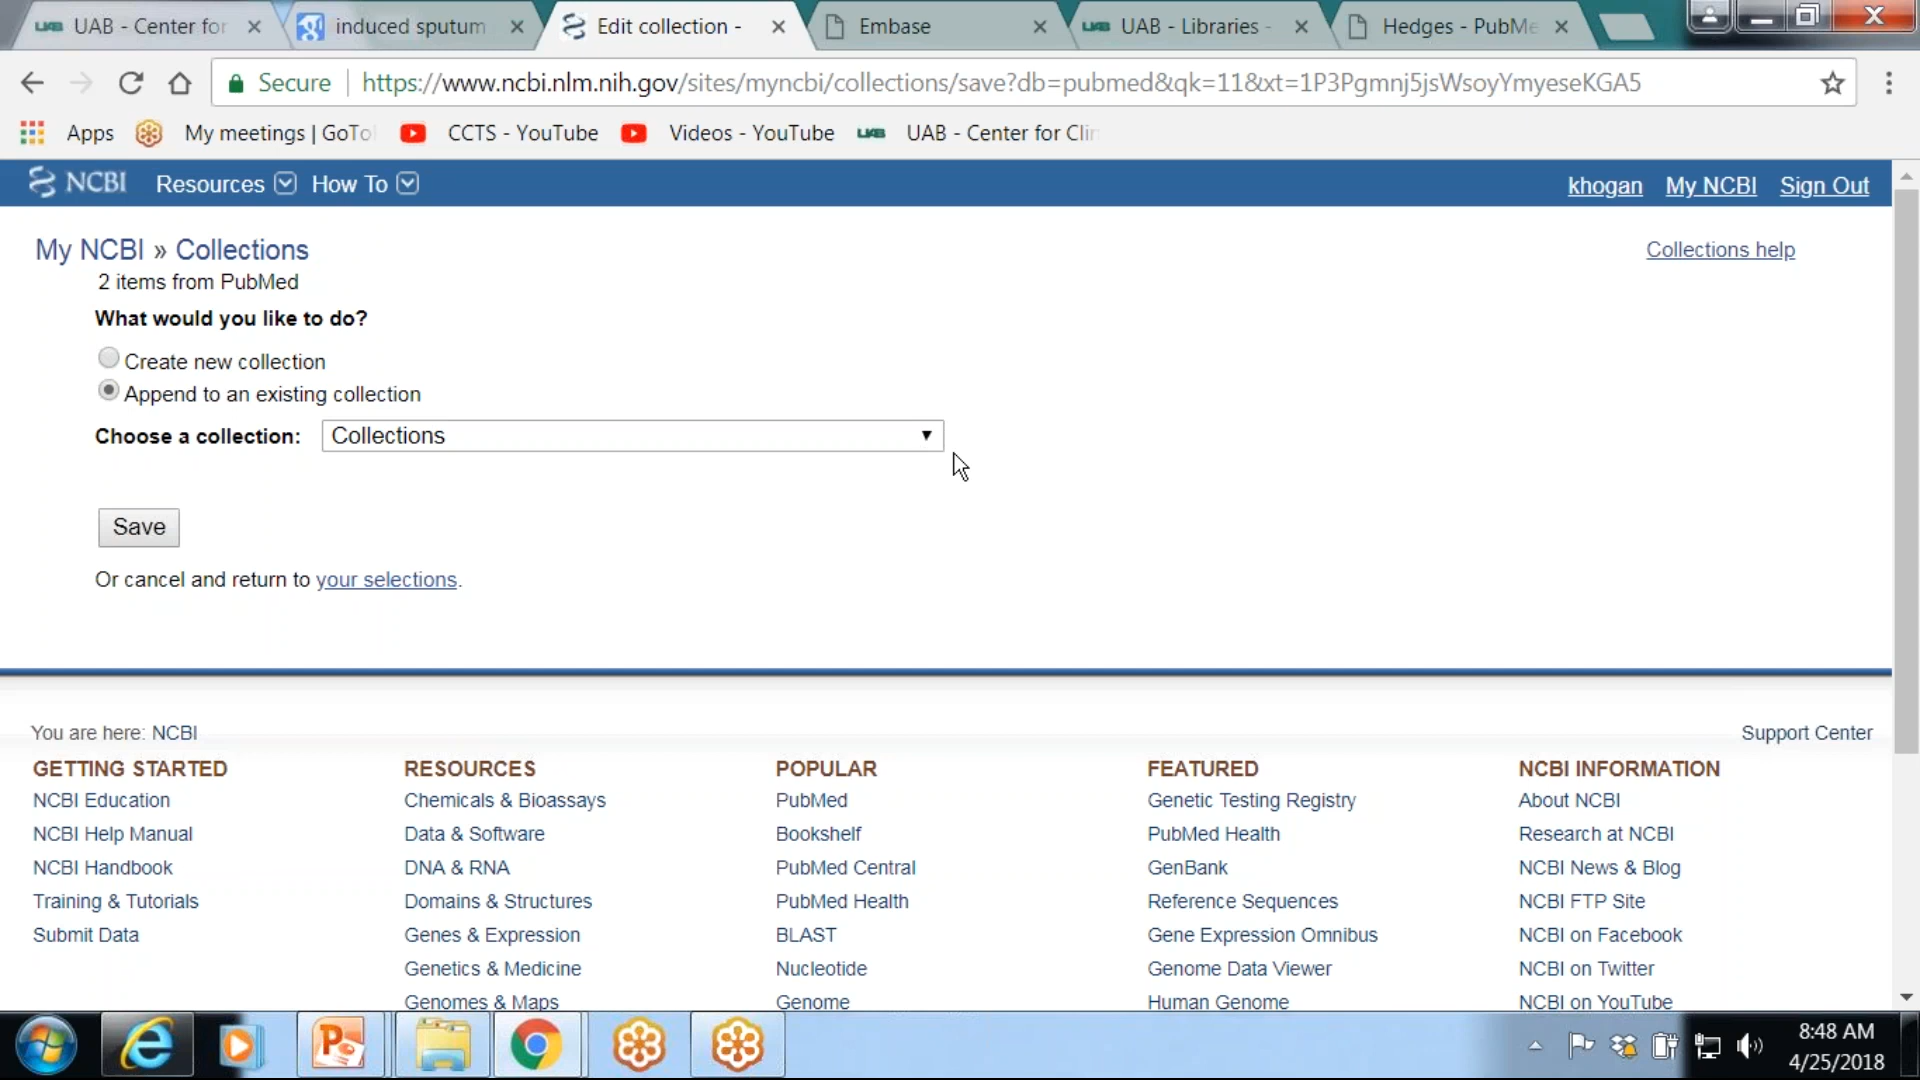 UAB - Center for
induced sputum
Edit collection -
Embase
UAB - Libraries -
Hedges - PubMe
Secure
https://www.ncbi.nlm.nih.gov/sites/myncbi/collections/save?db=pubmed&qk=11&xt=1P3Pgmnj5jsWsoyYmyeseKGA5
Apps
My meetings | GoTo
CCTS - YouTube
Videos - YouTube
UAB
UAB - Center for Clin
NCBI Resources How To
khogan My NCBI Sign Out
My NCBI » Collections
Collections help
2 items from PubMed
What would you like to do?
Create new collection
Append to an existing collection
Choose a collection: Collections
Save
Or cancel and return to your selections.
You are here: NCBI
Support Center
GETTING STARTED
NCBI Education
NCBI Help Manual
NCBI Handbook
Training & Tutorials
Submit Data
RESOURCES
Chemicals & Bioassays
Data & Software
DNA & RNA
Domains & Structures
Genes & Expression
Genetics & Medicine
Genomes & Maps
POPULAR
PubMed
Bookshelf
PubMed Central
PubMed Health
BLAST
Nucleotide
Genome
FEATURED
Genetic Testing Registry
PubMed Health
GenBank
Reference Sequences
Gene Expression Omnibus
Genome Data Viewer
Human Genome
NCBI INFORMATION
About NCBI
Research at NCBI
NCBI News & Blog
NCBI FTP Site
NCBI on Facebook
NCBI on Twitter
NCBI on YouTube
8:48 AM
4/25/2018